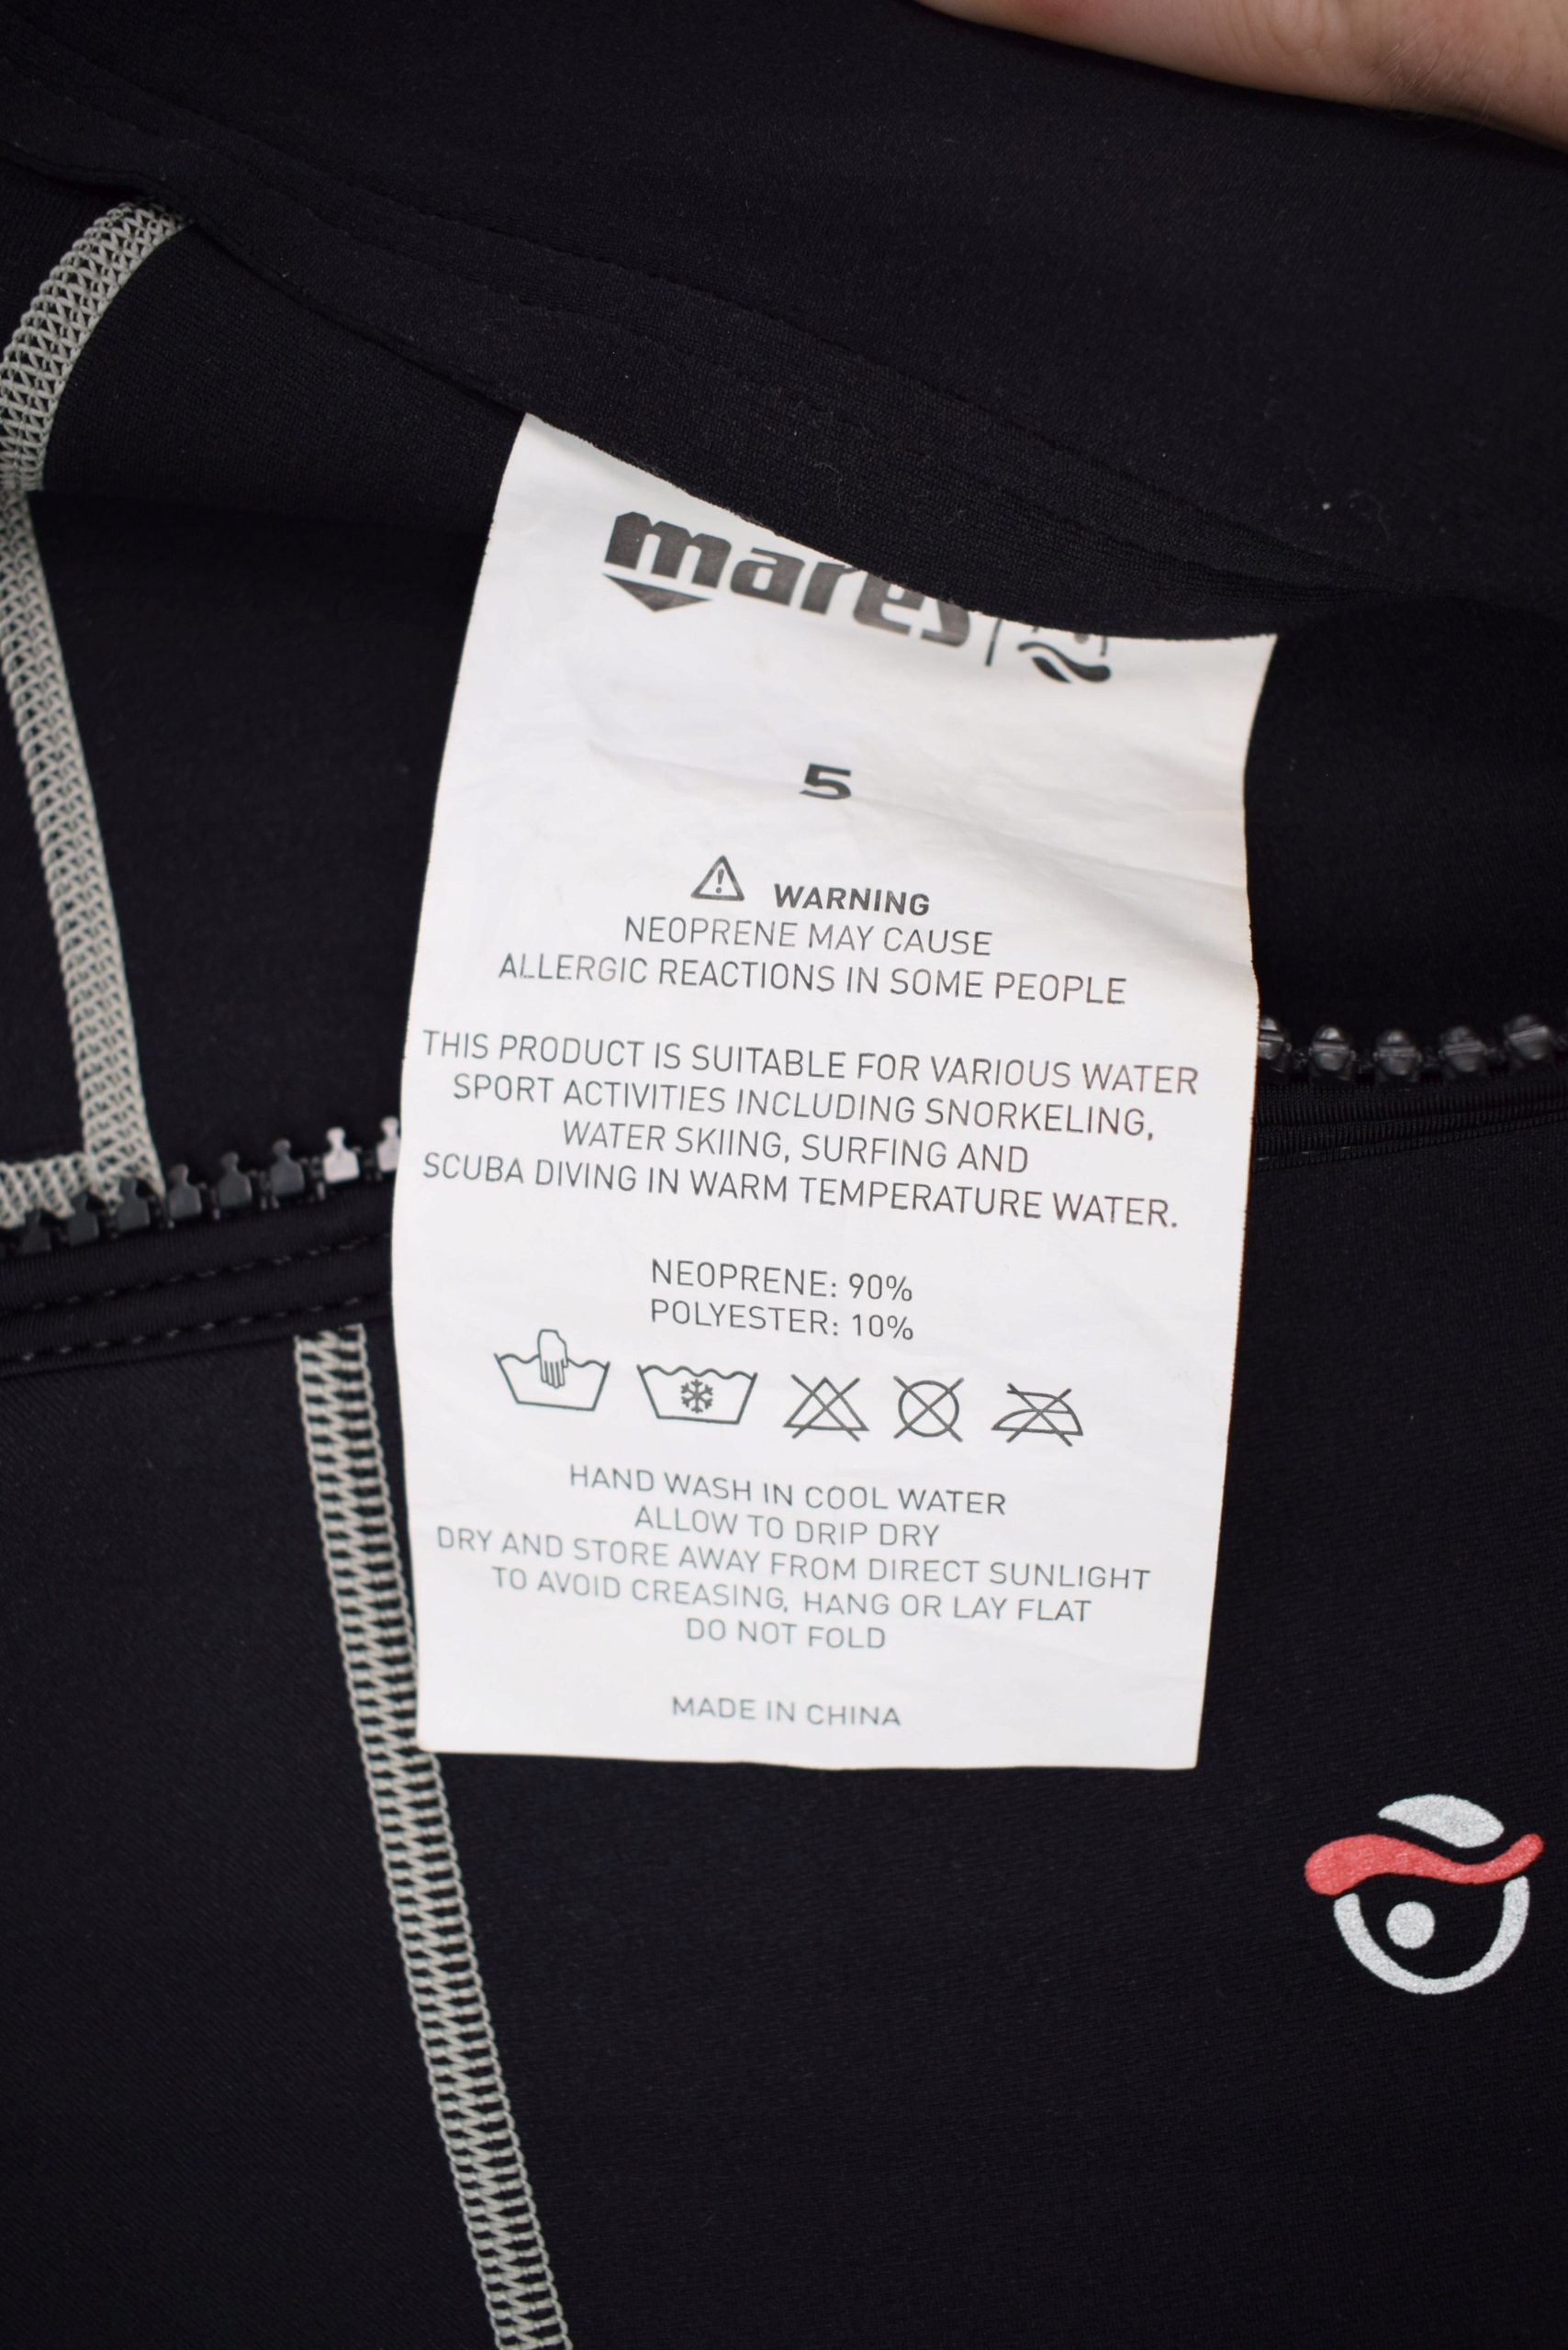 mares
5
WARNING
NEOPRENE MAY CAUSE
ALLERGIC REACTIONS IN SOME PEOPLE
THIS PRODUCT IS SUITABLE FOR VARIOUS WATER
SPORT ACTIVITIES INCLUDING SNORKELING,
WATER SKIING, SURFING AND
SCUBA DIVING IN WARM TEMPERATURE WATER.
NEOPRENE: 90%
POLYESTER: 10%
HAND WASH IN COOL WATER
ALLOW TO DRIP DRY
DRY AND STORE AWAY FROM DIRECT SUNLIGHT
TO AVOID CREASING, HANG OR LAY FLAT
DO NOT FOLD
MADE IN CHINA